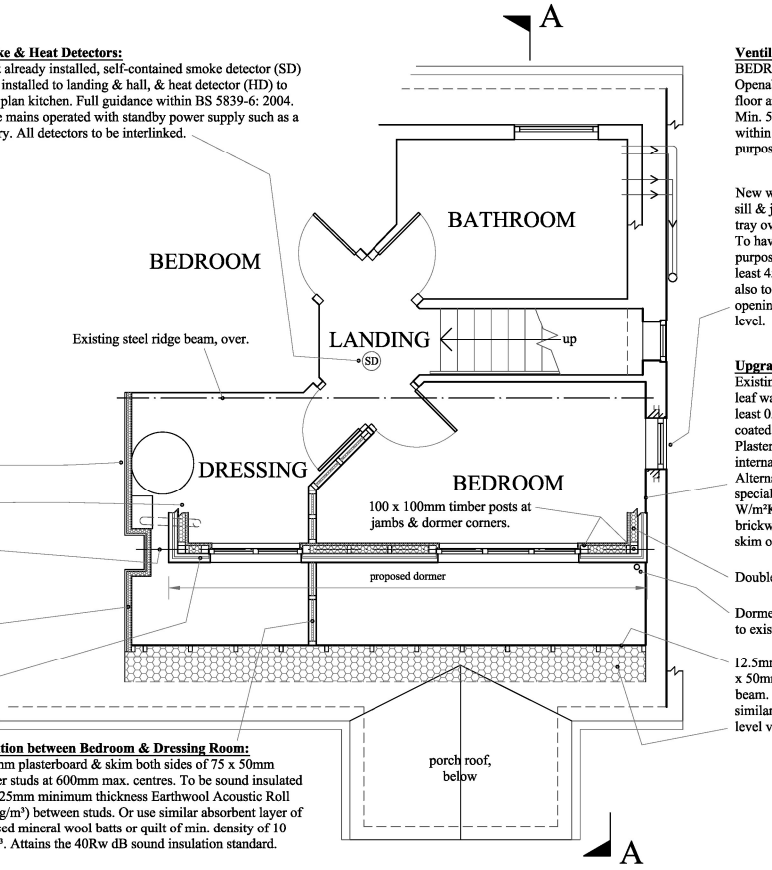 A
ke & Heat Detectors:
already installed, self-contained smoke detector (SD)
installed to landing & hall, & heat detector (HD) to
plan kitchen. Full guidance within BS 5839-6: 2004.
mains operated with standby power supply such as a
ry. All detectors to be interlinked.
BEDROOM
Existing steel ridge beam, over.
BATHROOM
LANDING
SD
up
DRESSING
BEDROOM
100 x 100mm timber posts at
jambs & dormer corners.
proposed dormer
porch roof,
below
A
tion between Bedroom & Dressing Room:
mm plasterboard & skim both sides of 75 x 50mm
er studs at 600mm max. centres. To be sound insulated
25mm minimum thickness Earthwool Acoustic Roll
g/m³) between studs. Or use similar absorbent layer of
sed mineral wool batts or quilt of min. density of 10
³. Attains the 40Rw dB sound insulation standard.
Ventil
BEDR
Opena
floor a
Min. 5
within
purpos
New w
sill & j
tray ov
To hav
purpos
least 4
also to
openin
level.
Upgra
Existin
leaf wa
least 0.
coated
Plaster
interna
Alterna
special
W/m²K
brickw
skim o
Double
Dorme
to exis
12.5mm
x 50mm
beam.
similar
level v